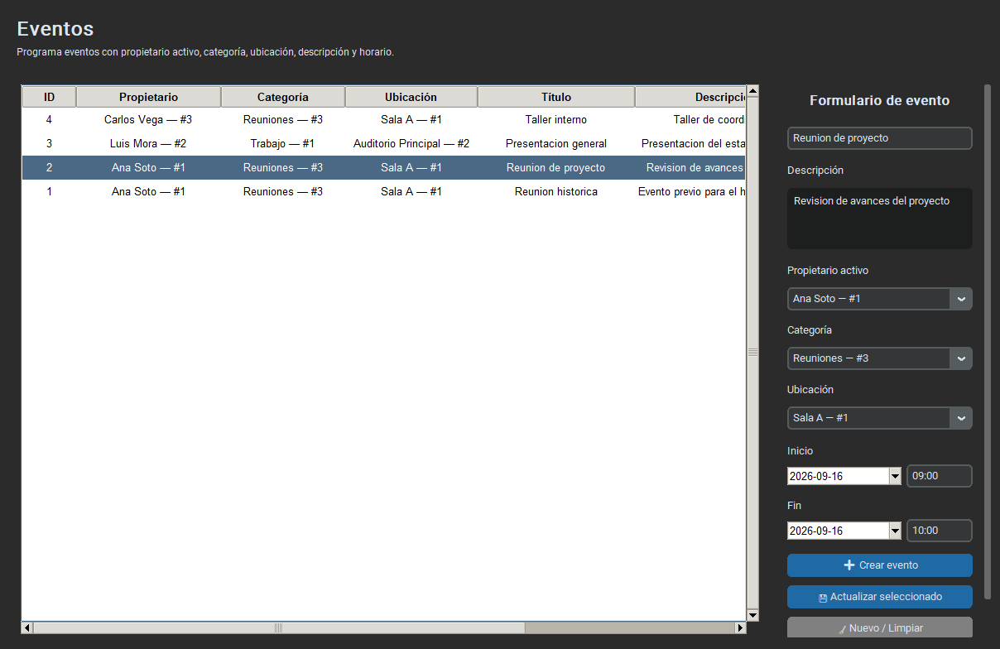 Eventos
Programa eventos con propietario activo, categoría, ubicación, descripción y horario.
ID Propietario Categoría Ubicación Título Descripci
4 Carlos Vega — #3 Reuniones — #3 Sala A — #1 Taller interno Taller de coord
3 Luis Mora — #2 Trabajo — #1 Auditorio Principal — #2 Presentacion general Presentacion del esta
2 Ana Soto — #1 Reuniones — #3 Sala A — #1 Reunion de proyecto Revision de avances
1 Ana Soto — #1 Reuniones — #3 Sala A — #1 Reunion historica Evento previo para el h
Formulario de evento
Reunion de proyecto
Descripción
Revision de avances del proyecto
Propietario activo
Ana Soto — #1
Categoría
Reuniones — #3
Ubicación
Sala A — #1
Inicio
2026-09-16 09:00
Fin
2026-09-16 10:00
Crear evento
Actualizar seleccionado
Nuevo / Limpiar